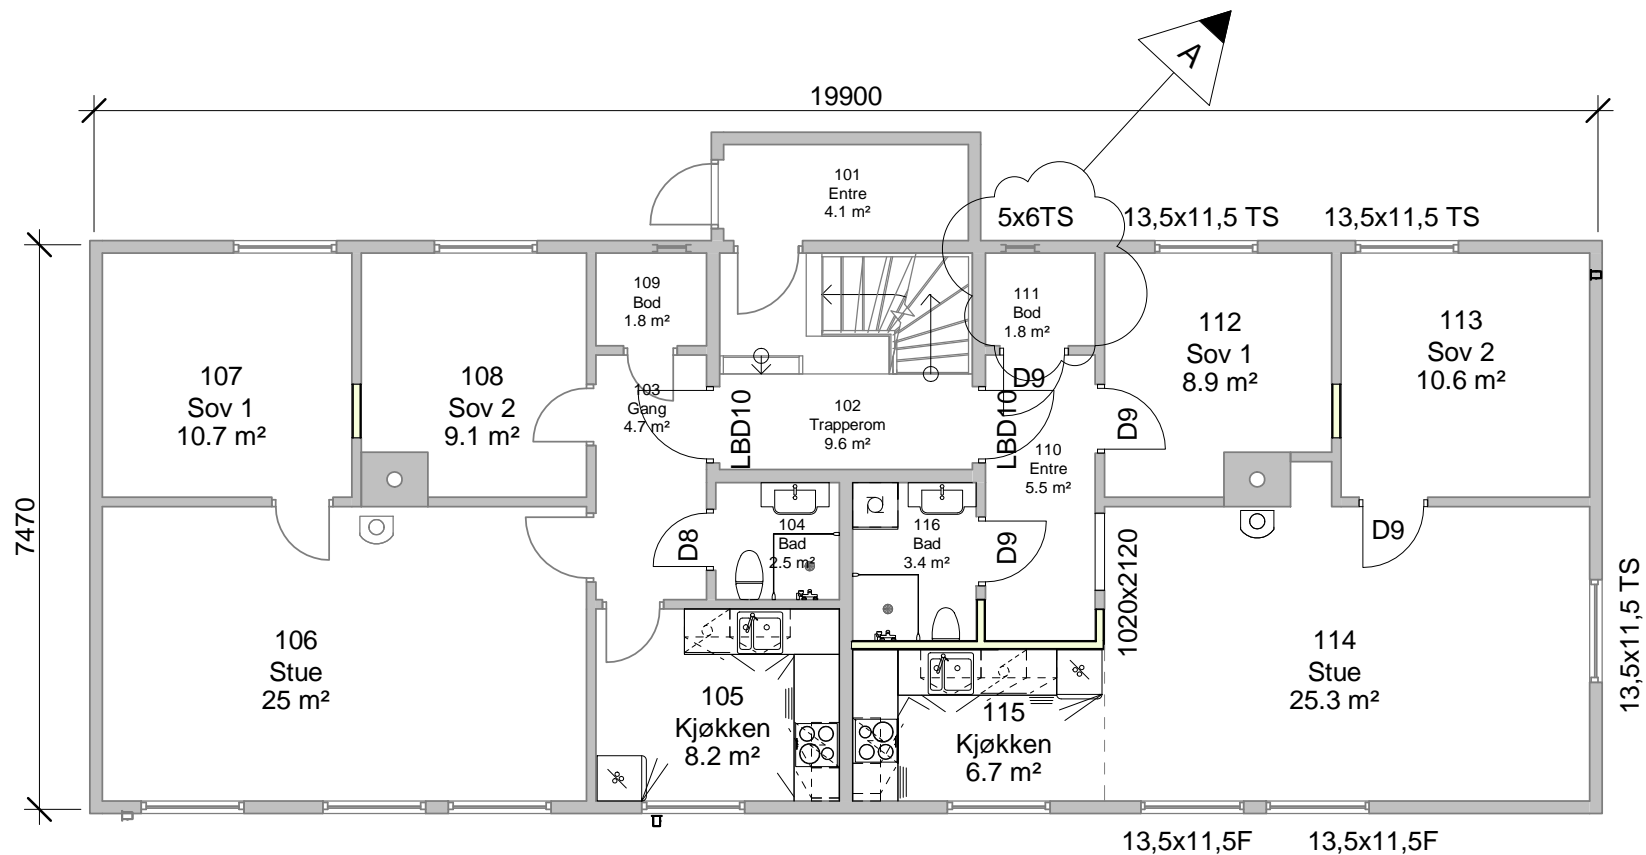 A
19900
101
Entre
4.1 m²
5x6TS
13,5x11,5 TS
13,5x11,5 TS
109
Bod
1.8 m²
111
Bod
1.8 m²
112
Sov 1
8.9 m²
113
Sov 2
10.6 m²
107
Sov 1
10.7 m²
108
Sov 2
9.1 m²
103
Gang
4.7 m²
LBD10
102
Trapperom
9.6 m²
LBD10
D9
D9
110
Entre
5.5 m²
7470
D8
104
Bad
2.5 m²
116
Bad
3.4 m²
D9
D9
1020x2120
13,5x11,5 TS
106
Stue
25 m²
105
Kjøkken
8.2 m²
115
Kjøkken
6.7 m²
114
Stue
25.3 m²
13,5x11,5F
13,5x11,5F